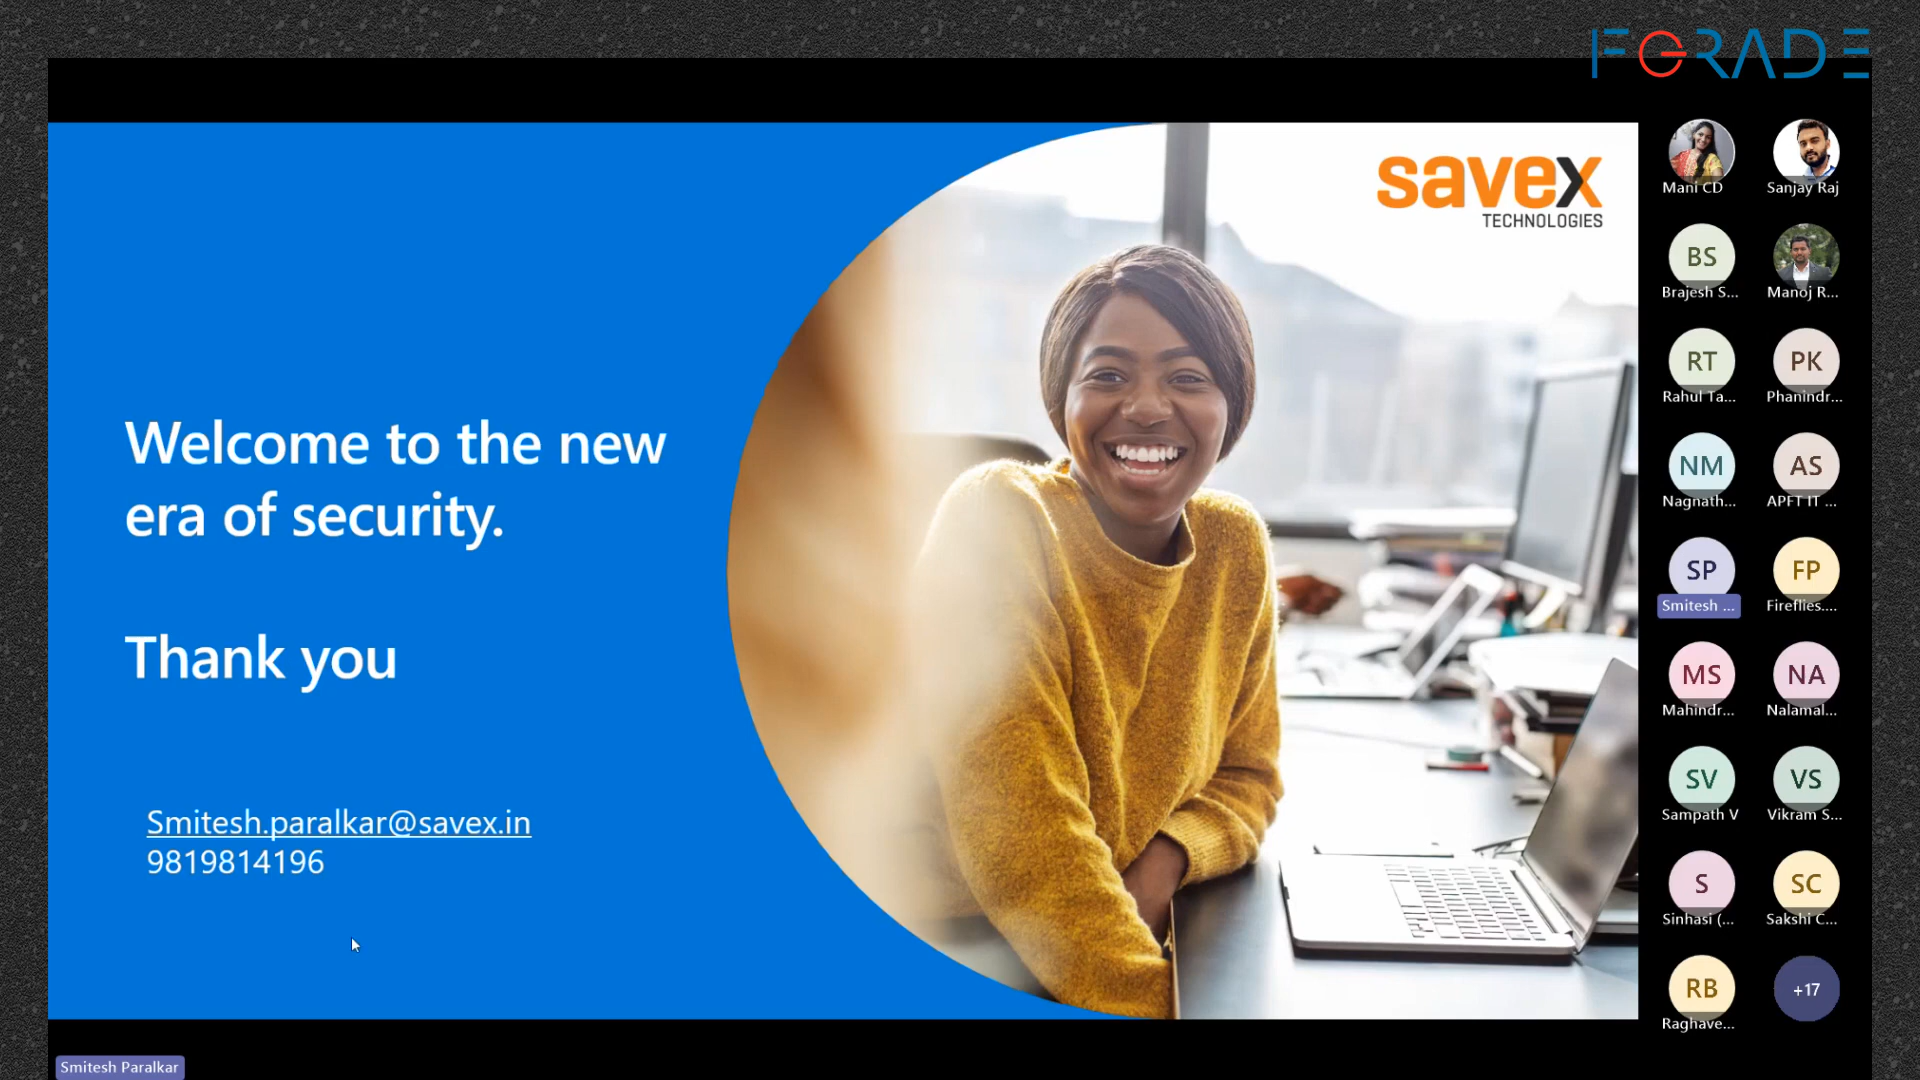 FORADE
savex
TECHNOLOGIES
Welcome to the new
era of security.
Thank you
Smitesh.paralkar@savex.in
9819814196
Mani CD
Sanjay Raj
BS
Brajesh S...
Manoj R...
RT
Rahul Ta...
PK
Phanindr...
NM
Nagnath...
AS
APFT IT ...
SP
Smitesh ...
FP
Fireflies....
MS
Mahindr...
NA
Nalamal...
SV
Sampath V
VS
Vikram S...
S
Sinhasi (...
SC
Sakshi C...
RB
Raghave...
+17
Smitesh Paralkar